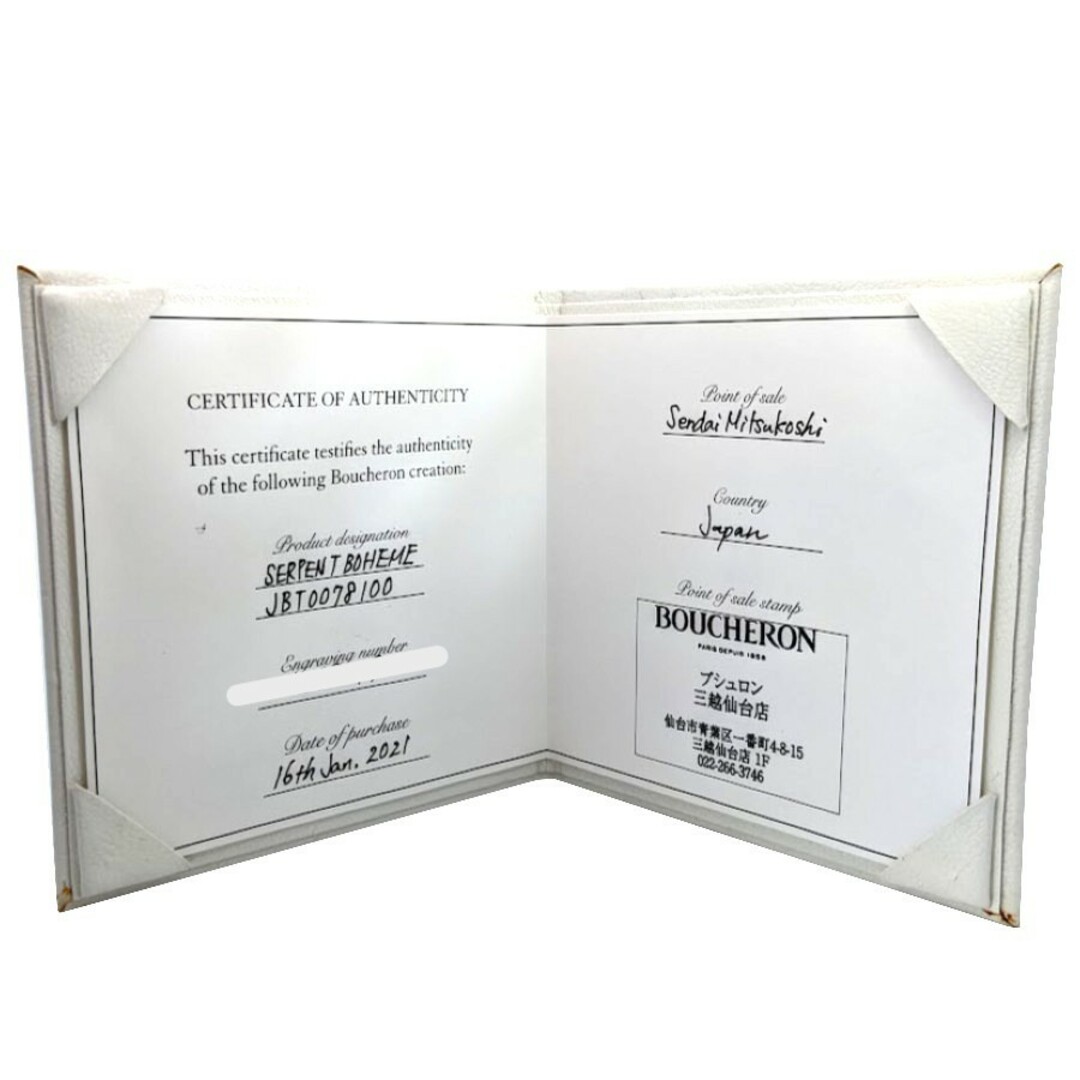 CERTIFICATE OF AUTHENTICITY
This certificate testifies the authenticity
of the following Boucheron creation:
Product designation
SERPENT BOHEME
JBT0078100
Engraving number
Date of purchase
16th Jan. 2021
Point of sale
Sendai Mitsukoshi
Country
Japan
Point of sale stamp
BOUCHERON
PARIS DEPUIS 1858
ブシュロン
三越仙台店
仙台市青葉区一番町4-8-15
三越仙台店 1F
022-266-3746